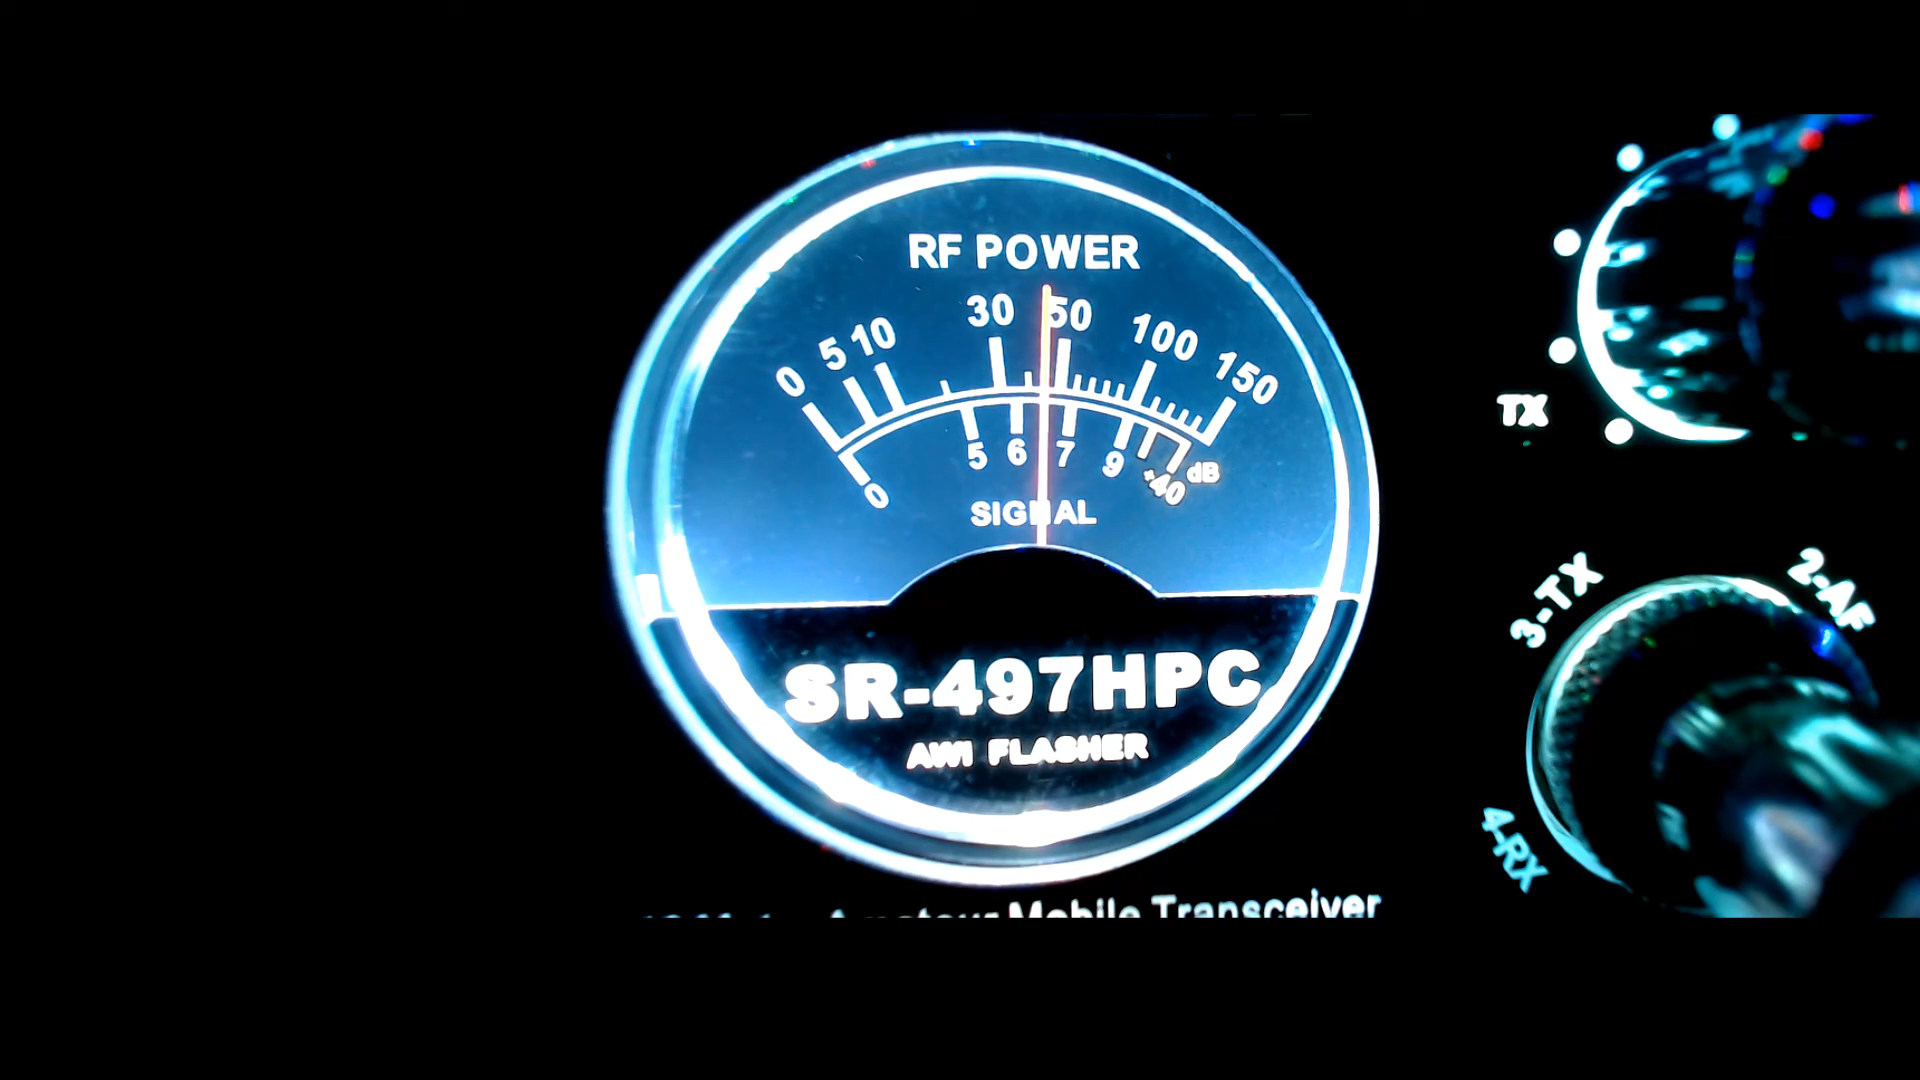 RF POWER
0 5 10 30 50 100 150
0 5 6 7 9 +40 dB
SIGNAL
SR-497HPC
AWI FLASHER
Amateur Mobile Transceiver
TX
3-TX
2-AF
4-RX